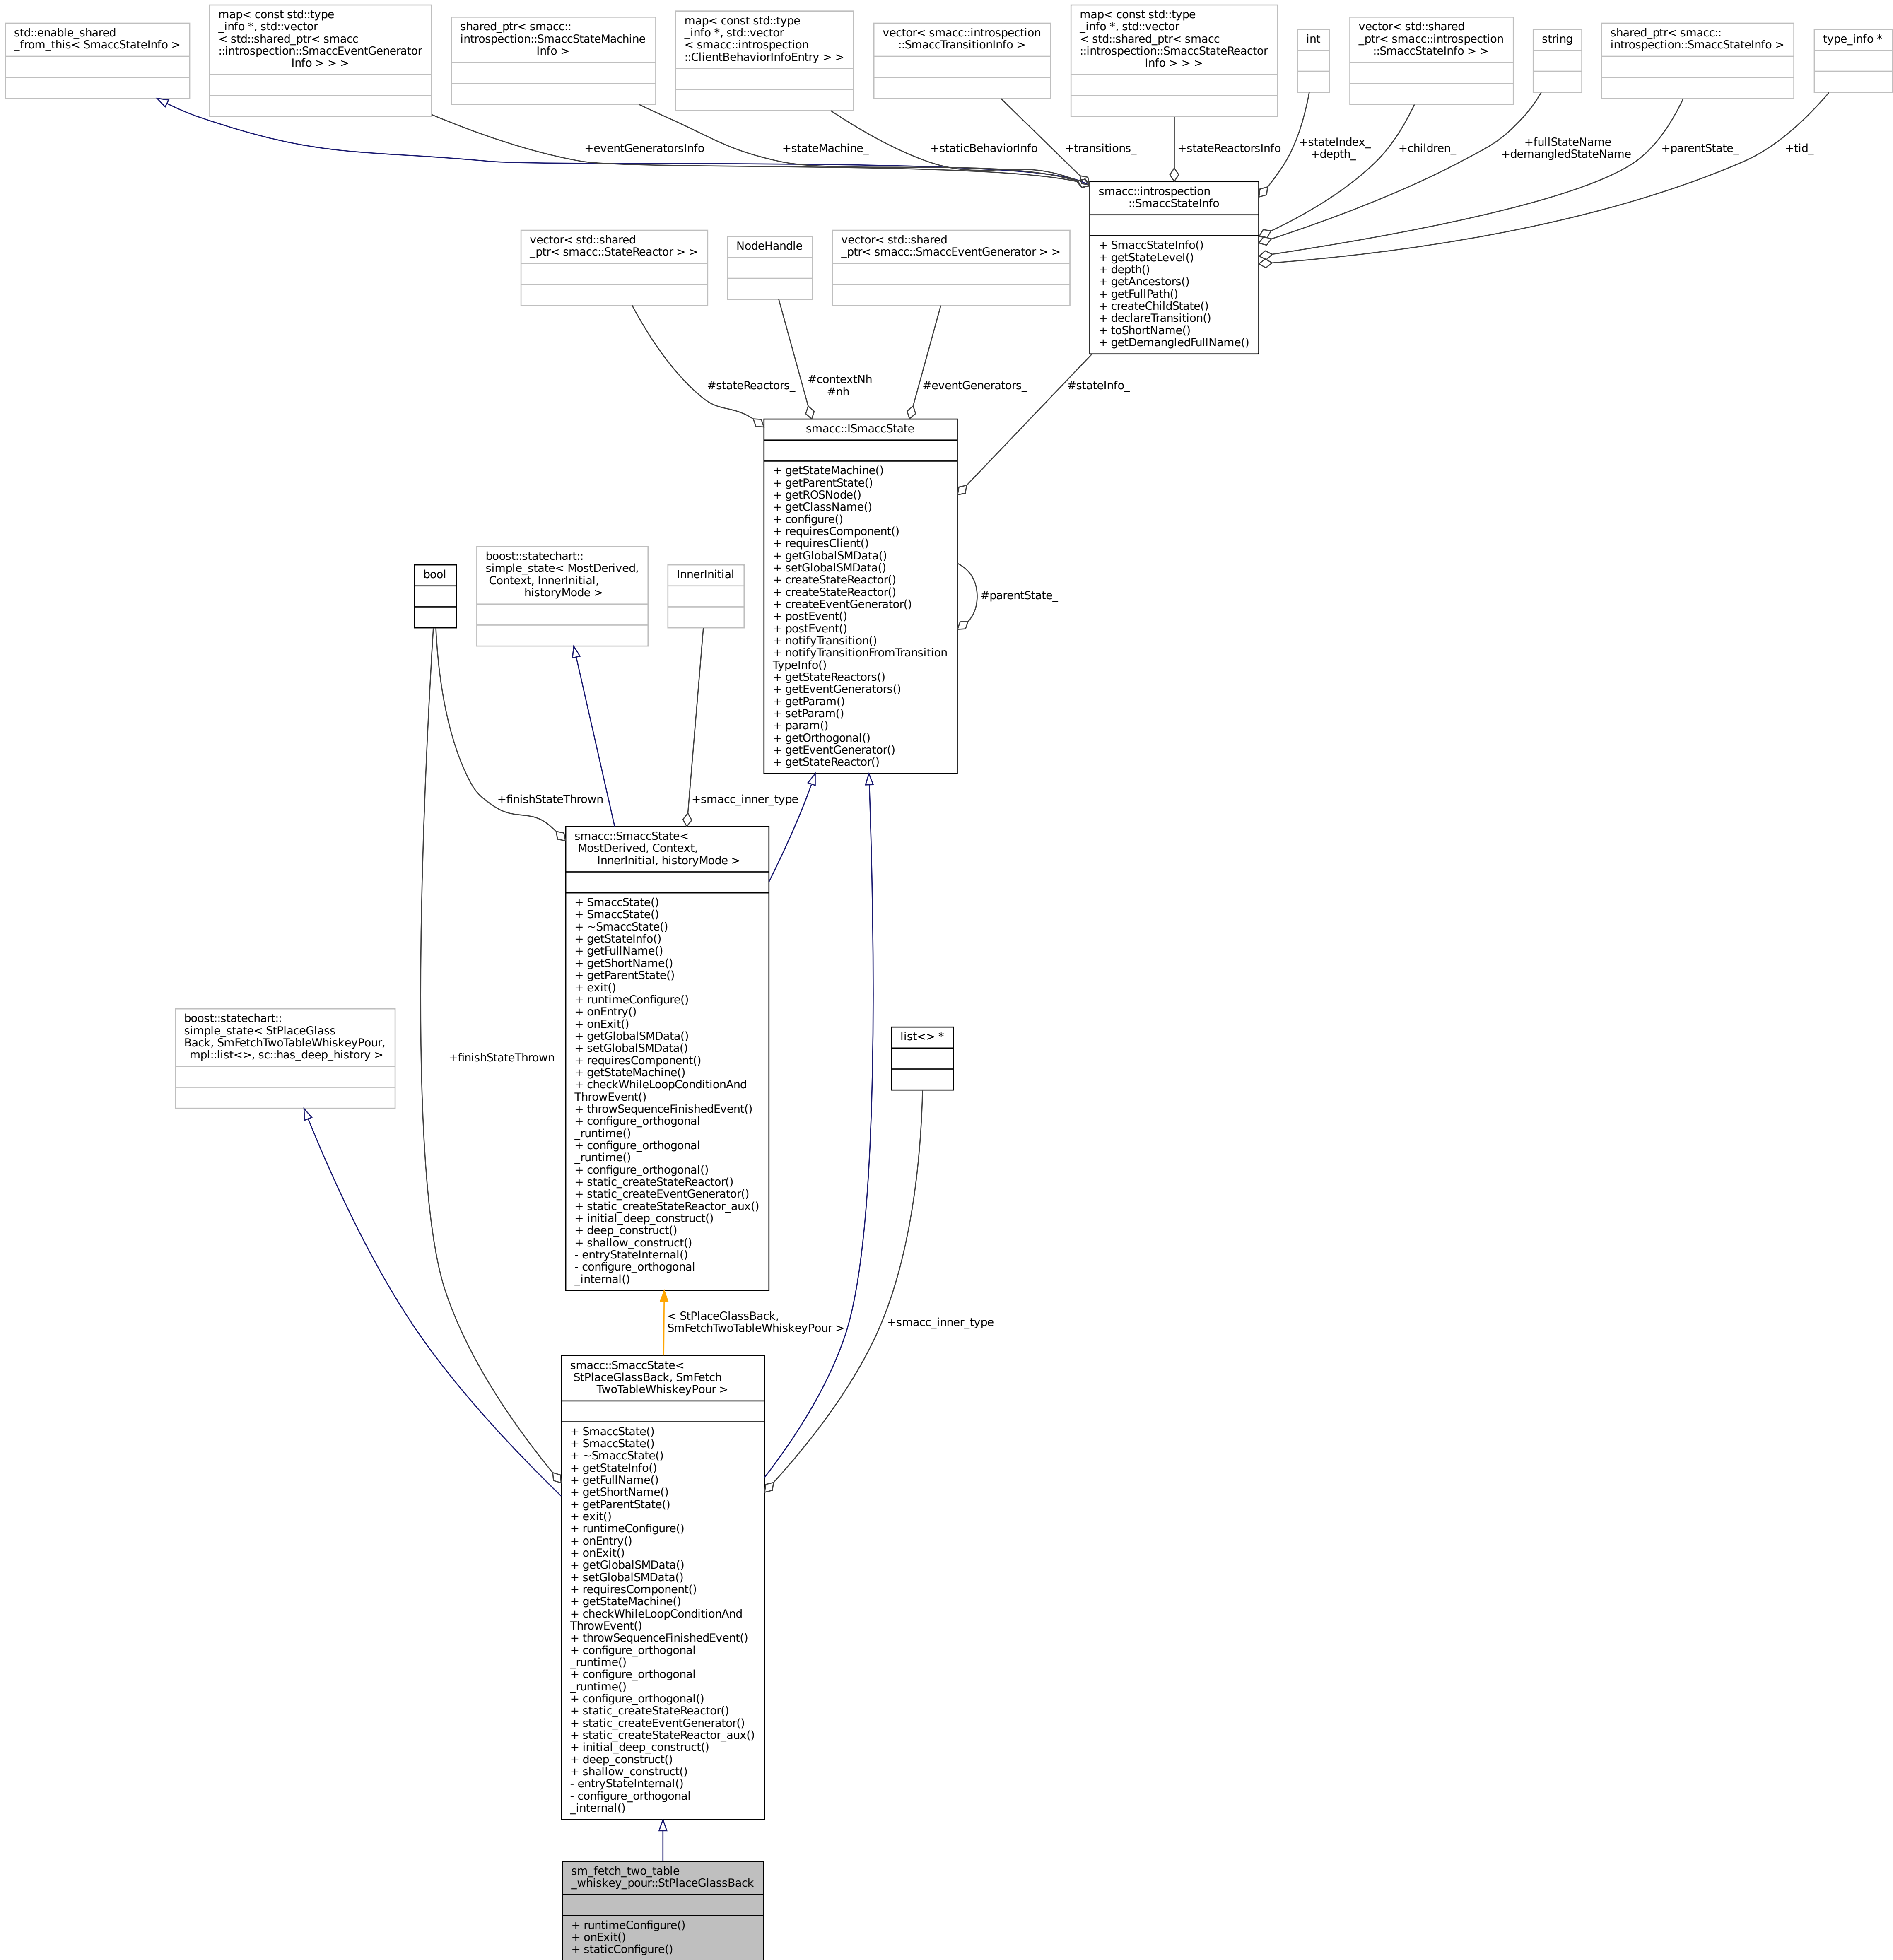 std::enable_shared
_from_this< SmaccStateInfo >
map< const std::type
_info *, std::vector
< std::shared_ptr< smacc
::introspection::SmaccEventGenerator
Info > > >
shared_ptr< smacc::
introspection::SmaccStateMachine
Info >
map< const std::type
_info *, std::vector
< smacc::introspection
::ClientBehaviorInfoEntry > >
vector< smacc::introspection
::SmaccTransitionInfo >
map< const std::type
_info *, std::vector
< std::shared_ptr< smacc
::introspection::SmaccStateReactor
Info > > >
int
vector< std::shared
_ptr< smacc::introspection
::SmaccStateInfo > >
string
shared_ptr< smacc::
introspection::SmaccStateInfo >
type_info *
+eventGeneratorsInfo
+stateMachine_
+staticBehaviorInfo
+transitions_
+stateReactorsInfo
+stateIndex_
+depth_
+children_
+fullStateName
+demangledStateName
+parentState_
+tid_
smacc::introspection
::SmaccStateInfo
+ SmaccStateInfo()
+ getStateLevel()
+ depth()
+ getAncestors()
+ getFullPath()
+ createChildState()
+ declareTransition()
+ toShortName()
+ getDemangledFullName()
vector< std::shared
_ptr< smacc::StateReactor > >
NodeHandle
vector< std::shared
_ptr< smacc::SmaccEventGenerator > >
#stateReactors_
#contextNh
#nh
#eventGenerators_
#stateInfo_
smacc::ISmaccState
+ getStateMachine()
+ getParentState()
+ getROSNode()
+ getClassName()
+ configure()
+ requiresComponent()
+ requiresClient()
+ getGlobalSMData()
+ setGlobalSMData()
+ createStateReactor()
+ createStateReactor()
+ createEventGenerator()
+ postEvent()
+ postEvent()
+ notifyTransition()
+ notifyTransitionFromTransition
TypeInfo()
+ getStateReactors()
+ getEventGenerators()
+ getParam()
+ setParam()
+ param()
+ getOrthogonal()
+ getEventGenerator()
+ getStateReactor()
#parentState_
bool
boost::statechart::
simple_state< MostDerived,
Context, InnerInitial,
historyMode >
InnerInitial
+finishStateThrown
+smacc_inner_type
smacc::SmaccState<
MostDerived, Context,
InnerInitial, historyMode >
+ SmaccState()
+ SmaccState()
+ ~SmaccState()
+ getStateInfo()
+ getFullName()
+ getShortName()
+ getParentState()
+ exit()
+ runtimeConfigure()
+ onEntry()
+ onExit()
+ getGlobalSMData()
+ setGlobalSMData()
+ requiresComponent()
+ getStateMachine()
+ checkWhileLoopConditionAnd
ThrowEvent()
+ throwSequenceFinishedEvent()
+ configure_orthogonal
_runtime()
+ configure_orthogonal
_runtime()
+ configure_orthogonal()
+ static_createStateReactor()
+ static_createEventGenerator()
+ static_createStateReactor_aux()
+ initial_deep_construct()
+ deep_construct()
+ shallow_construct()
- entryStateInternal()
- configure_orthogonal
_internal()
boost::statechart::
simple_state< StPlaceGlass
Back, SmFetchTwoTableWhiskeyPour,
mpl::list<>, sc::has_deep_history >
+finishStateThrown
list<> *
< StPlaceGlassBack,
SmFetchTwoTableWhiskeyPour >
+smacc_inner_type
smacc::SmaccState<
StPlaceGlassBack, SmFetch
TwoTableWhiskeyPour >
+ SmaccState()
+ SmaccState()
+ ~SmaccState()
+ getStateInfo()
+ getFullName()
+ getShortName()
+ getParentState()
+ exit()
+ runtimeConfigure()
+ onEntry()
+ onExit()
+ getGlobalSMData()
+ setGlobalSMData()
+ requiresComponent()
+ getStateMachine()
+ checkWhileLoopConditionAnd
ThrowEvent()
+ throwSequenceFinishedEvent()
+ configure_orthogonal
_runtime()
+ configure_orthogonal
_runtime()
+ configure_orthogonal()
+ static_createStateReactor()
+ static_createEventGenerator()
+ static_createStateReactor_aux()
+ initial_deep_construct()
+ deep_construct()
+ shallow_construct()
- entryStateInternal()
- configure_orthogonal
_internal()
sm_fetch_two_table
_whiskey_pour::StPlaceGlassBack
+ runtimeConfigure()
+ onExit()
+ staticConfigure()